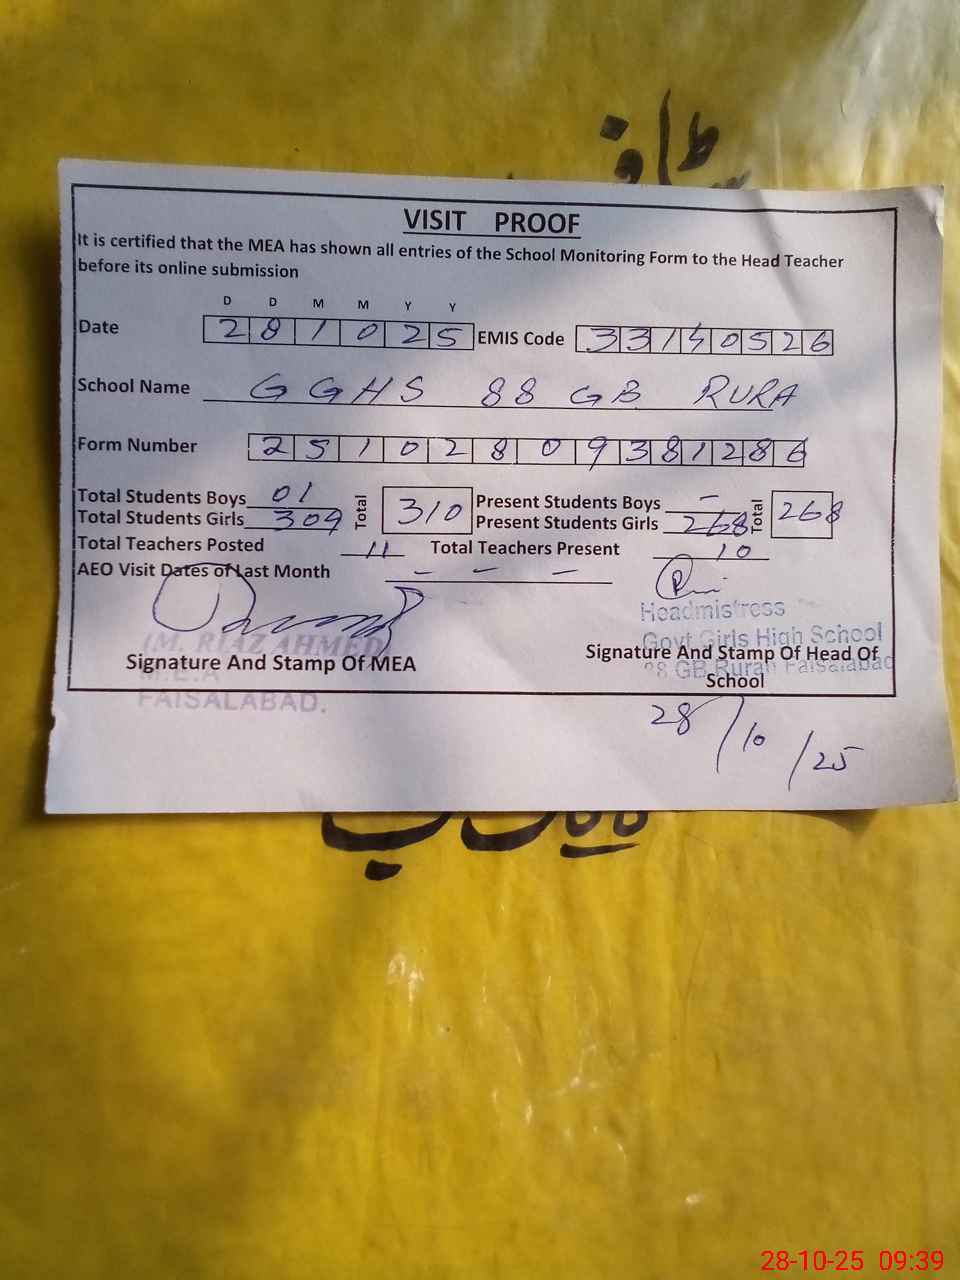 VISIT PROOF
It is certified that the MEA has shown all entries of the School Monitoring Form to the Head Teacher
before its online submission
D D M M Y Y
Date 2 8 1 0 2 5 EMIS Code 3 3 1 4 0 5 2 6
School Name GGHS 88 GB RURA
Form Number 2 5 1 0 2 8 0 9 3 8 1 2 8 6
Total Students Boys 01 Total 310 Present Students Boys - Total 268
Total Students Girls 309 Present Students Girls 268
Total Teachers Posted 11 Total Teachers Present 10
AEO Visit Dates of Last Month - - -
Headmistress
(M. RIAZ AHMED) Govt Girls High School
Signature And Stamp Of MEA Signature And Stamp Of Head Of
M.E.A 8 GB Rurah Faisalabad
School
FAISALABAD.
28/10/25
28-10-25 09:39